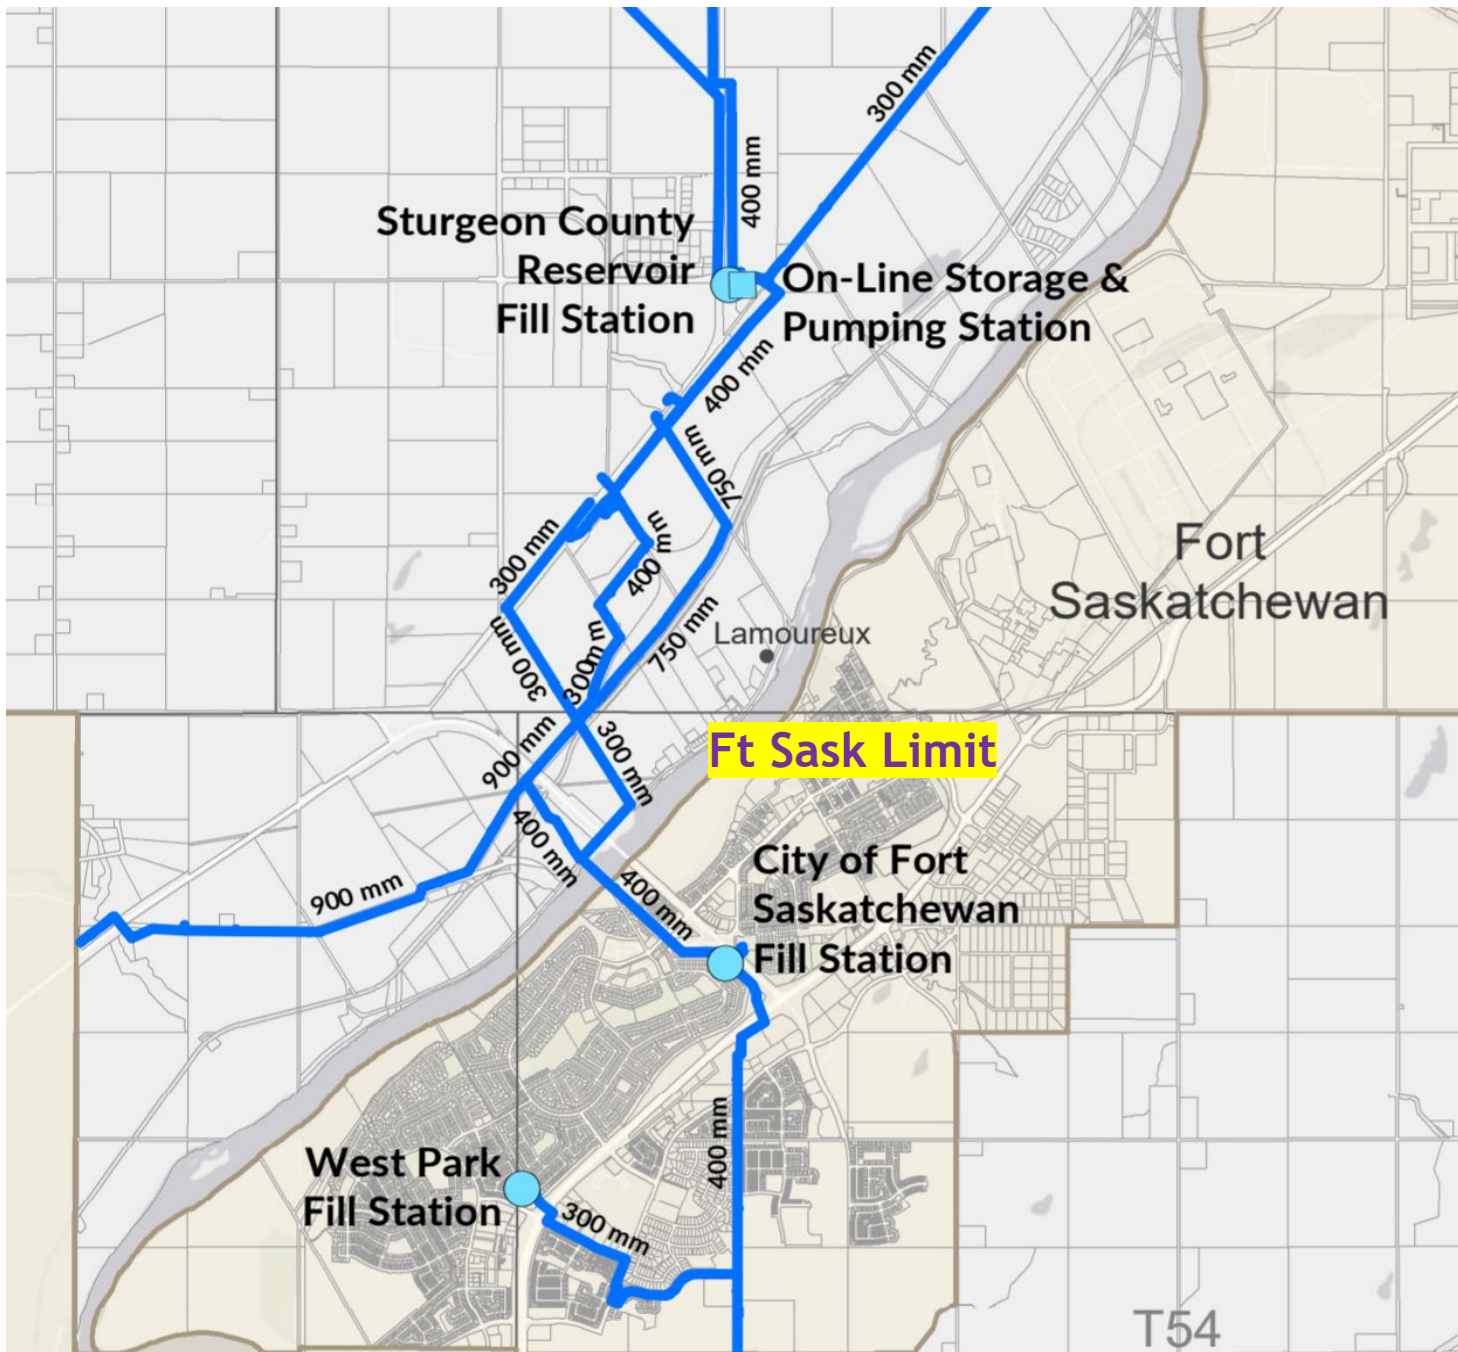 300 mm
400 mm
Sturgeon County
Reservoir
Fill Station
On-Line Storage &
Pumping Station
400 mm
750 mm
300 mm
400 mm
Fort
Saskatchewan
300 mm
300 mm
750 mm
Lamoureux
900 mm
300 mm
Ft Sask Limit
400 mm
900 mm
400 mm
City of Fort
Saskatchewan
Fill Station
400 mm
West Park
Fill Station
300 mm
T54